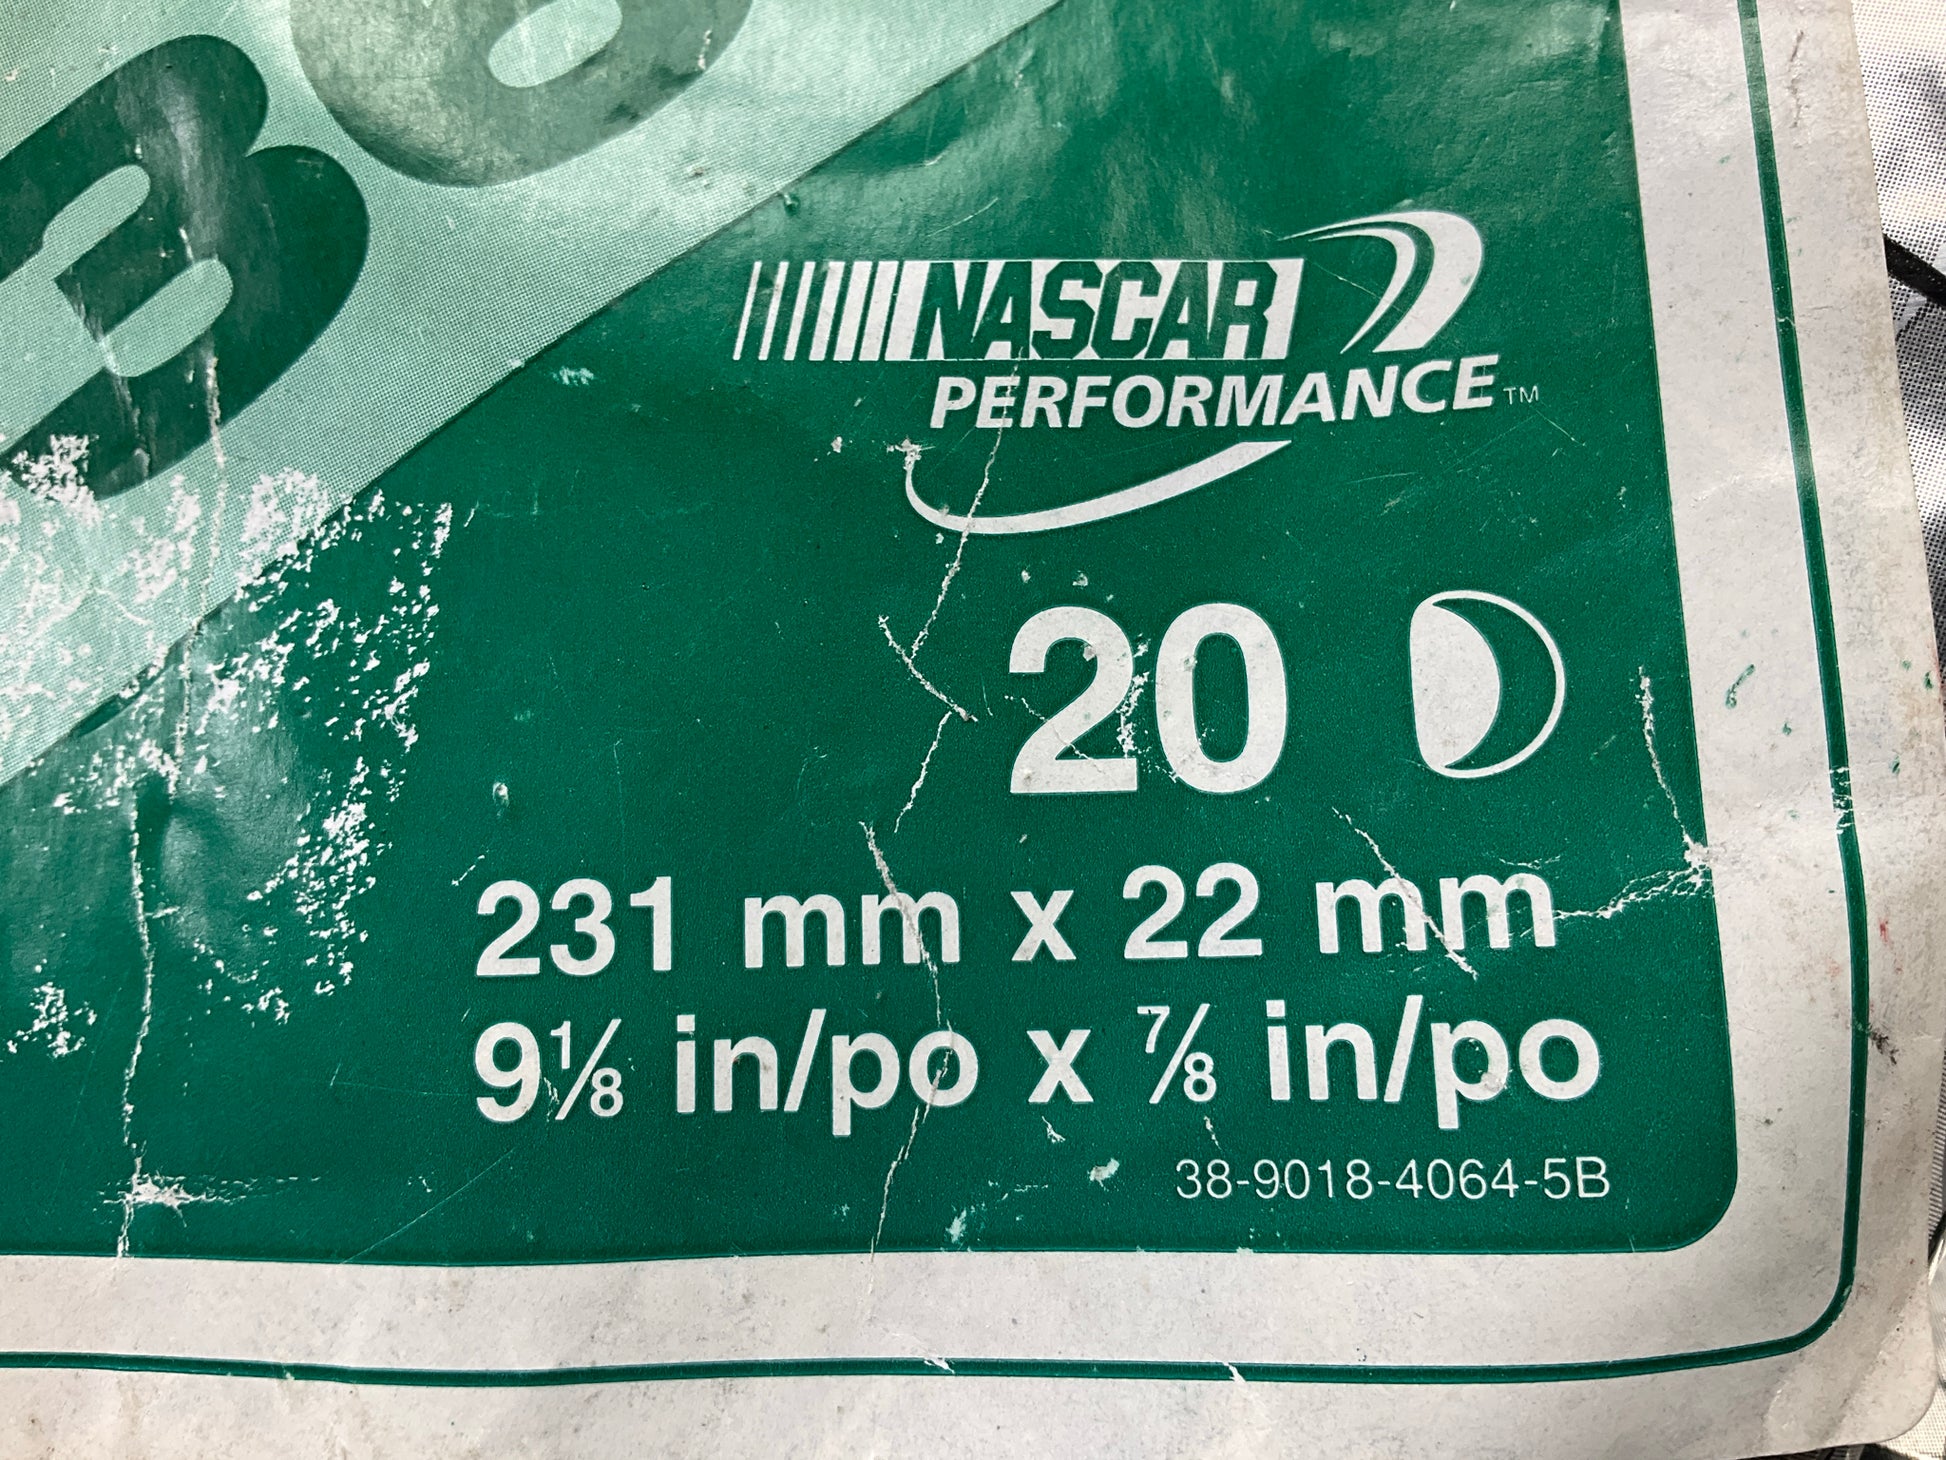 36
NASCAR
PERFORMANCE™
20
231 mm x 22 mm
9⅛ in/po x ⅞ in/po
38-9018-4064-5B